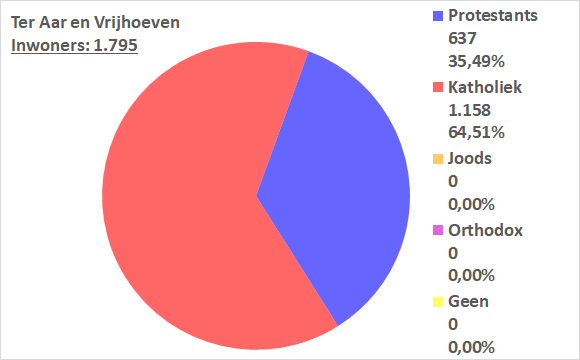 Ter Aar en Vrijhoeven
Inwoners: 1.795
Protestants
637
35,49%
Katholiek
1.158
64,51%
Joods
0
0,00%
Orthodox
0
0,00%
Geen
0
0,00%